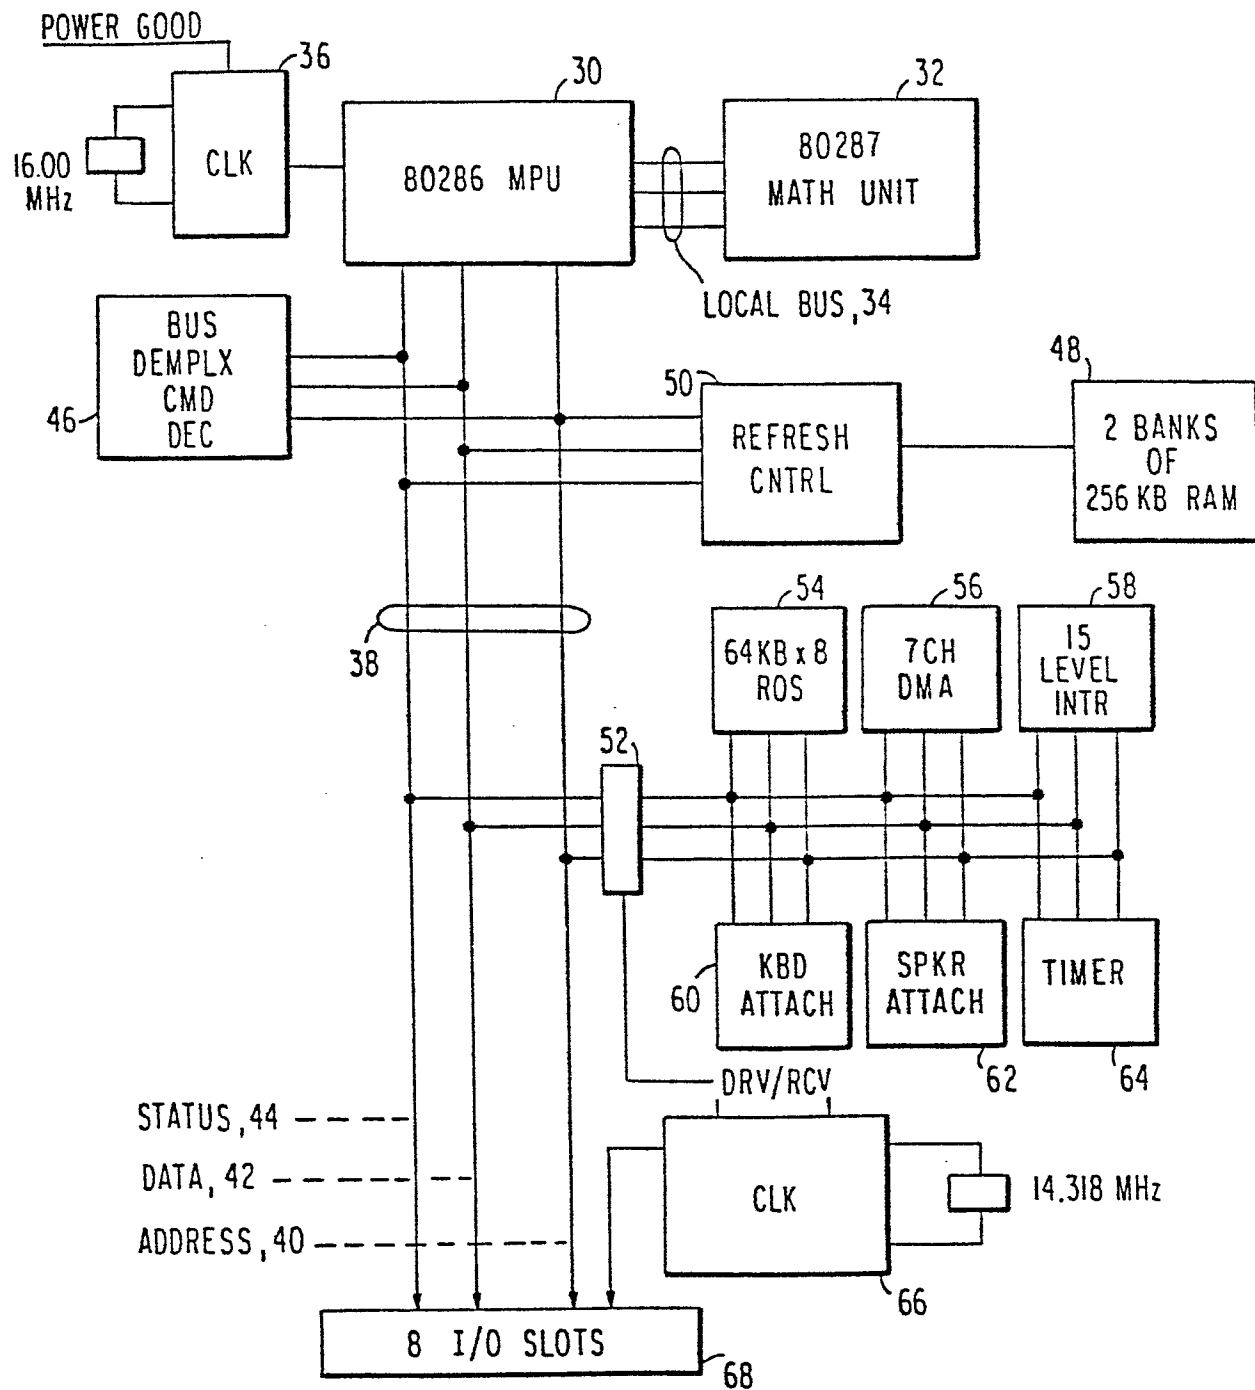 POWER GOOD
36
30
32
CLK
16.00
MHz
80286 MPU
80287
MATH UNIT
LOCAL BUS,34
BUS
DEMPLX
CMD
DEC
46
50
REFRESH
CNTRL
48
2 BANKS
OF
256 KB RAM
38
54
56
58
64KB x 8
ROS
7CH
DMA
15
LEVEL
INTR
52
60
KBD
ATTACH
SPKR
ATTACH
TIMER
62
64
DRV/RCV
STATUS,44
DATA,42
ADDRESS,40
CLK
14.318 MHz
66
8 I/O SLOTS
68